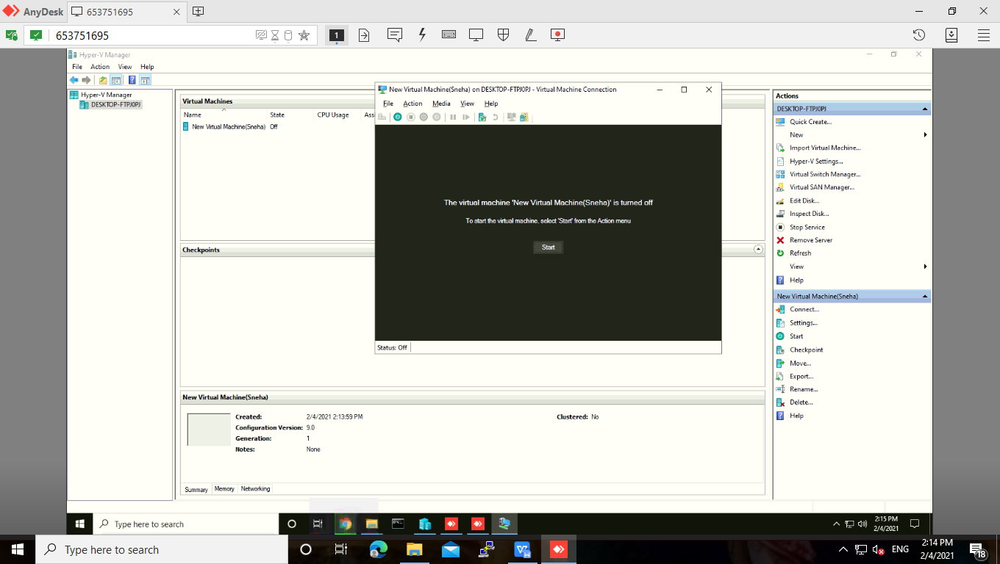 AnyDesk
653751695
653751695
1
Hyper-V Manager
File Action View Help
Hyper-V Manager
DESKTOP-FTPJ0PJ
Virtual Machines
Name State CPU Usage
New Virtual Machine(Sneha) Off
New Virtual Machine(Sneha) on DESKTOP-FTPJ0PJ - Virtual Machine Connection
File Action Media View Help
The virtual machine 'New Virtual Machine(Sneha)' is turned off
To start the virtual machine, select 'Start' from the Action menu
Start
Status: Off
Checkpoints
New Virtual Machine(Sneha)
Created: 2/4/2021 2:13:59 PM Clustered: No
Configuration Version: 9.0
Generation: 1
Notes: None
Summary Memory Networking
Actions
DESKTOP-FTPJ0PJ
Quick Create...
New
Import Virtual Machine...
Hyper-V Settings...
Virtual Switch Manager...
Virtual SAN Manager...
Edit Disk...
Inspect Disk...
Stop Service
Remove Server
Refresh
View
Help
New Virtual Machine(Sneha)
Connect...
Settings...
Start
Checkpoint
Move...
Export...
Rename...
Delete...
Help
Type here to search
2:15 PM
2/4/2021
Type here to search
ENG
2:14 PM
2/4/2021
18